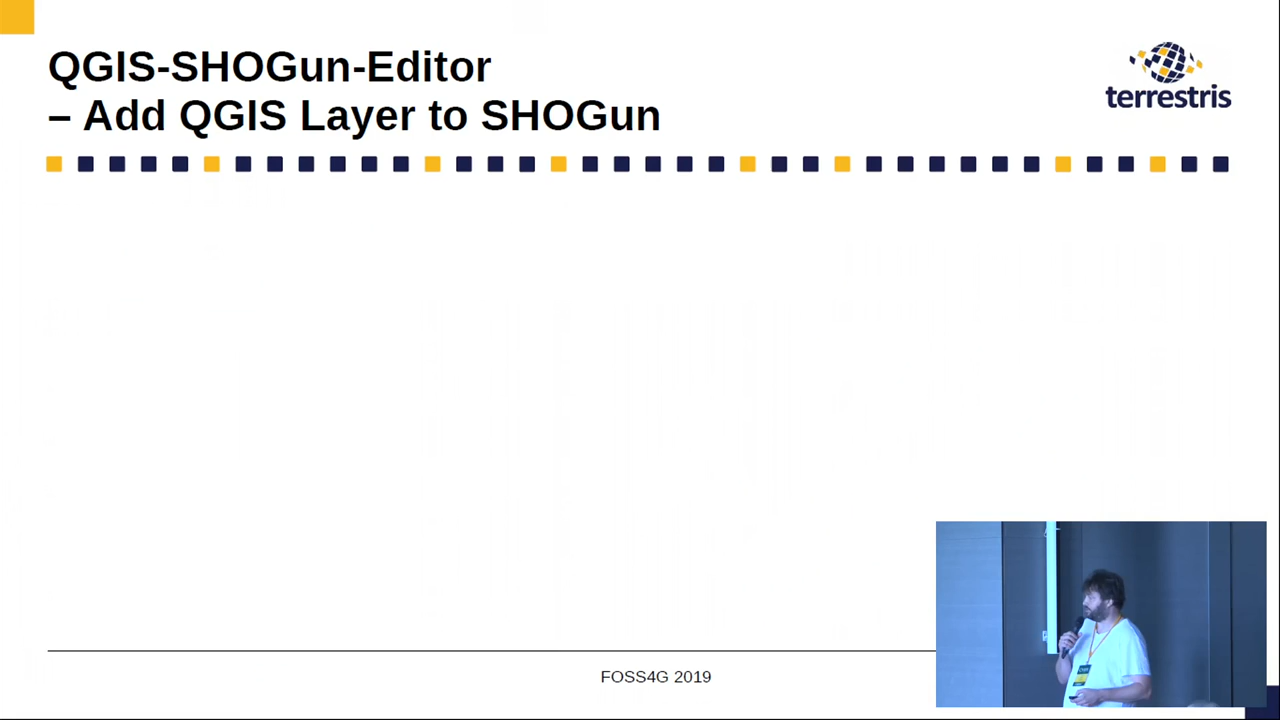 QGIS-SHOGun-Editor
– Add QGIS Layer to SHOGun
terrestris
FOSS4G 2019